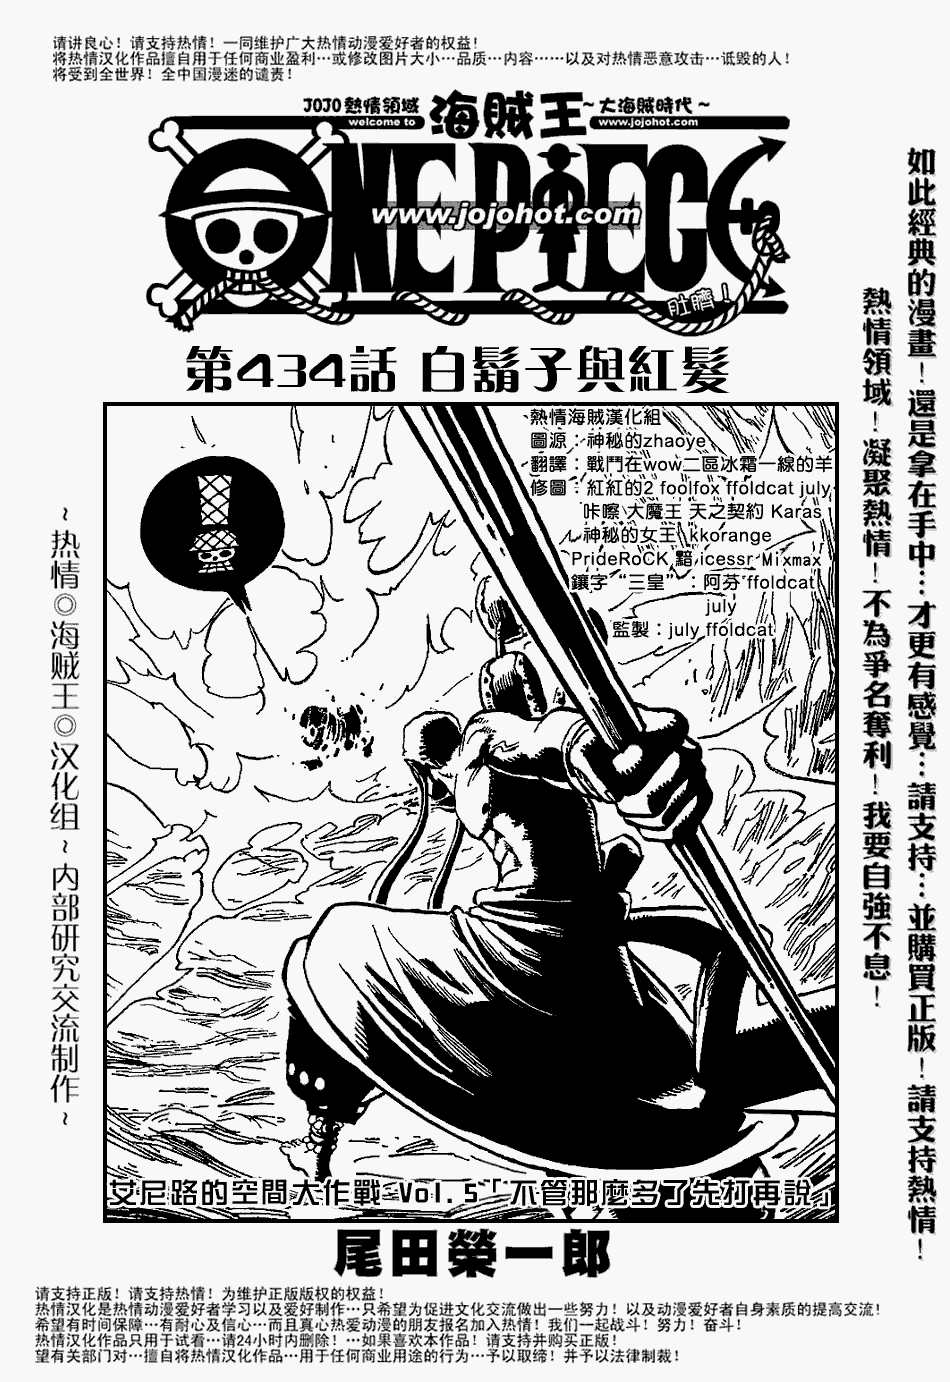 请讲良心！请支持热情！一同维护广大热情动漫爱好者的权益！
将热情汉化作品擅自用于任何商业盈利…或修改图片大小…品质…内容……以及对热情恶意攻击…诋毁的人！
将受到全世界！全中国漫迷的谴责！
JOJO熱情領域 海賊王 ~大海賊時代~
welcome to www.jojohot.com
ONE PIECE
www.jojohot.com
肚臍！
第434話 白鬍子與紅髮
熱情海賊漢化組
圖源：神秘的zhaoye
翻譯：戰鬥在wow二區冰霜一線的羊
修圖：紅紅的2 foolfox ffoldcat july
咔嚓 大魔王 天之契約 Karas
神秘的女王 kkorange
PrideRoCK 黯 icessr Mixmax
鑲字“三皇”：阿芬 ffoldcat
july
監製：july ffoldcat
如此經典的漫畫！還是拿在手中…才更有感覺…請支持…並購買正版！請支持熱情！
熱情領域！凝聚熱情！不為爭名奪利！我要自強不息！
~热情◎海贼王◎汉化组~内部研究交流制作~
艾尼路的空間大作戰 Vol.5「不管那麼多了先打再說」
尾田榮一郎
请支持正版！请支持热情！为维护正版版权的权益！
热情汉化是热情动漫爱好者学习以及爱好制作…只希望为促进文化交流做出一些努力！以及动漫爱好者自身素质的提高交流！
希望有时间保障…有耐心及信心…而且真心热爱动漫的朋友报名加入热情！我们一起战斗！努力！奋斗！
热情汉化作品只用于试看…请24小时内删除！…如果喜欢本作品！请支持并购买正版！
望有关部门对…擅自将热情汉化作品…用于任何商业用途的行为…予以取缔！并予以法律制裁！